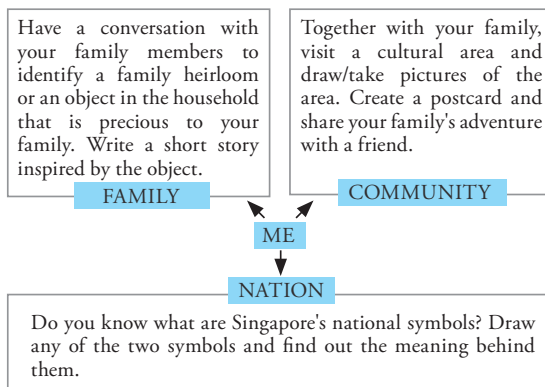 Have a conversation with
your family members to
identify a family heirloom
or an object in the household
that is precious to your
family. Write a short story
inspired by the object.
FAMILY
Together with your family,
visit a cultural area and
draw/take pictures of the
area. Create a postcard and
share your family's adventure
with a friend.
COMMUNITY
ME
NATION
Do you know what are Singapore's national symbols? Draw
any of the two symbols and find out the meaning behind
them.